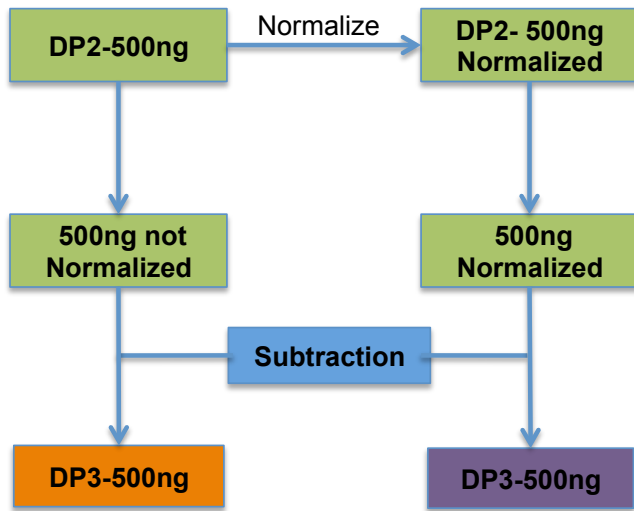 DP2-500ng
Normalize
DP2- 500ng
Normalized
500ng not
Normalized
500ng
Normalized
Subtraction
DP3-500ng
DP3-500ng